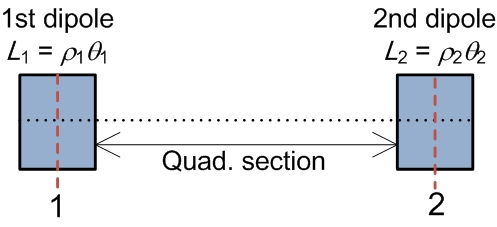 1st dipole
L₁ = ρ₁θ₁
2nd dipole
L₂ = ρ₂θ₂
Quad. section
1
2